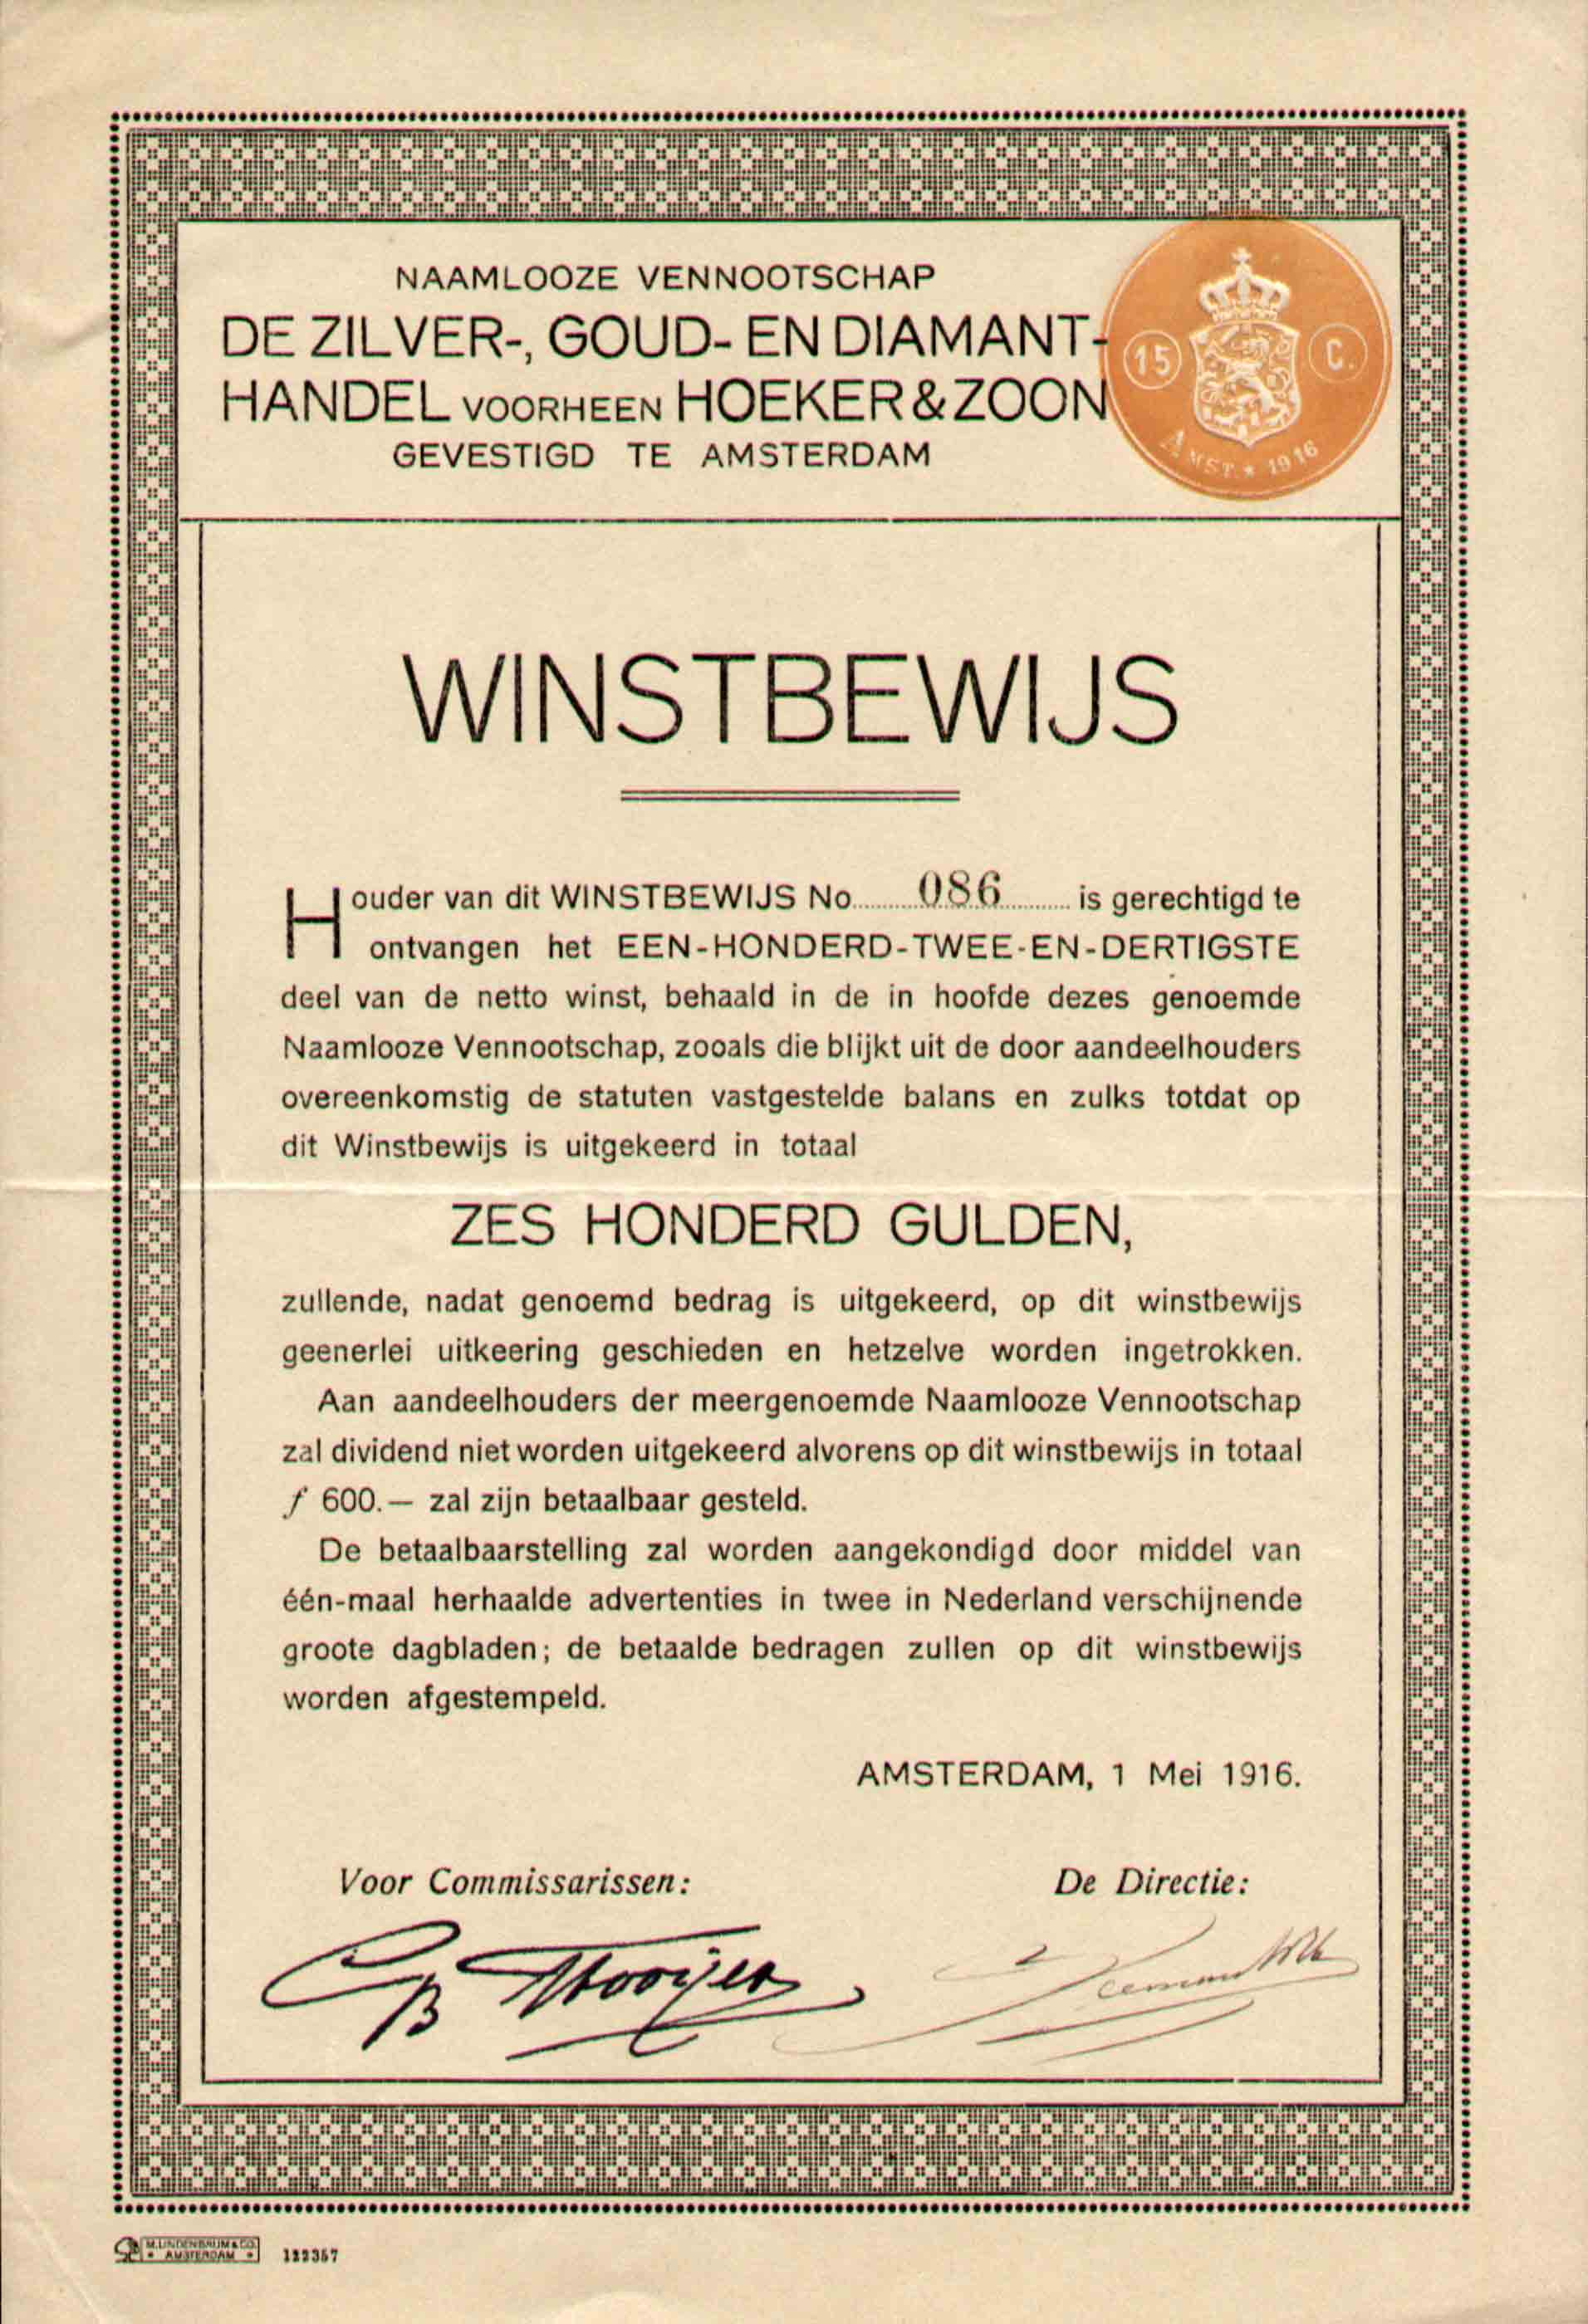 NAAMLOOZE VENNOOTSCHAP
DE ZILVER-, GOUD- EN DIAMANT-
HANDEL VOORHEEN HOEKER & ZOON
GEVESTIGD TE AMSTERDAM
15 C.
AMST. * 1916
WINSTBEWIJS
Houder van dit WINSTBEWIJS No. 086 is gerechtigd te
ontvangen het EEN-HONDERD-TWEE-EN-DERTIGSTE
deel van de netto winst, behaald in de in hoofde dezes genoemde
Naamlooze Vennootschap, zooals die blijkt uit de door aandeelhouders
overeenkomstig de statuten vastgestelde balans en zulks totdat op
dit Winstbewijs is uitgekeerd in totaal
ZES HONDERD GULDEN,
zullende, nadat genoemd bedrag is uitgekeerd, op dit winstbewijs
geenerlei uitkeering geschieden en hetzelve worden ingetrokken.
Aan aandeelhouders der meergenoemde Naamlooze Vennootschap
zal dividend niet worden uitgekeerd alvorens op dit winstbewijs in totaal
ƒ 600.— zal zijn betaalbaar gesteld.
De betaalbaarstelling zal worden aangekondigd door middel van
één-maal herhaalde advertenties in twee in Nederland verschijnende
groote dagbladen; de betaalde bedragen zullen op dit winstbewijs
worden afgestempeld.
AMSTERDAM, 1 Mei 1916.
Voor Commissarissen:
De Directie:
M. LINDENBAUM & CO.
AMSTERDAM